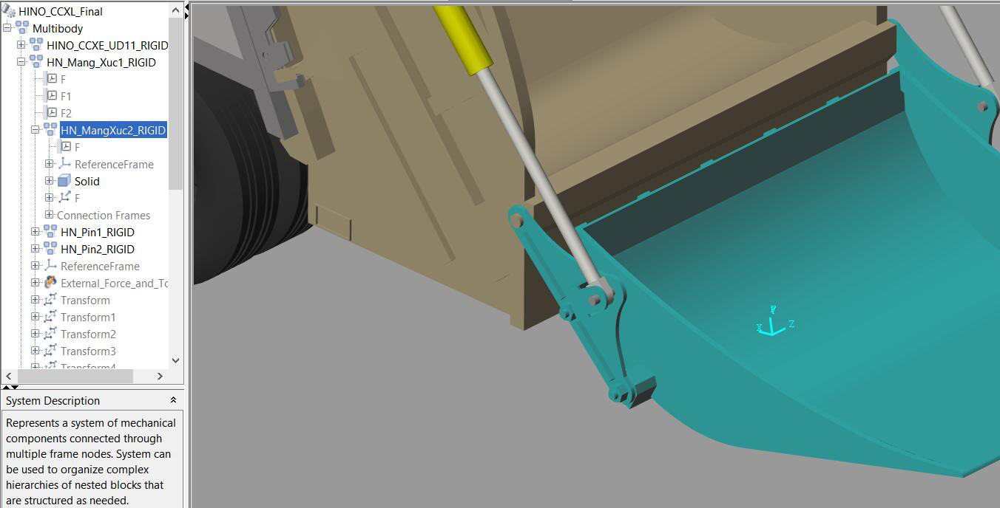 HINO_CCXL_Final
Multibody
HINO_CCXE_UD11_RIGID
HN_Mang_Xuc1_RIGID
F
F1
F2
HN_MangXuc2_RIGID
F
ReferenceFrame
Solid
F
Connection Frames
HN_Pin1_RIGID
HN_Pin2_RIGID
ReferenceFrame
External_Force_and_To
Transform
Transform1
Transform2
Transform3
Transform4
System Description
Represents a system of mechanical
components connected through
multiple frame nodes. System can
be used to organize complex
hierarchies of nested blocks that
are structured as needed.
X
Z